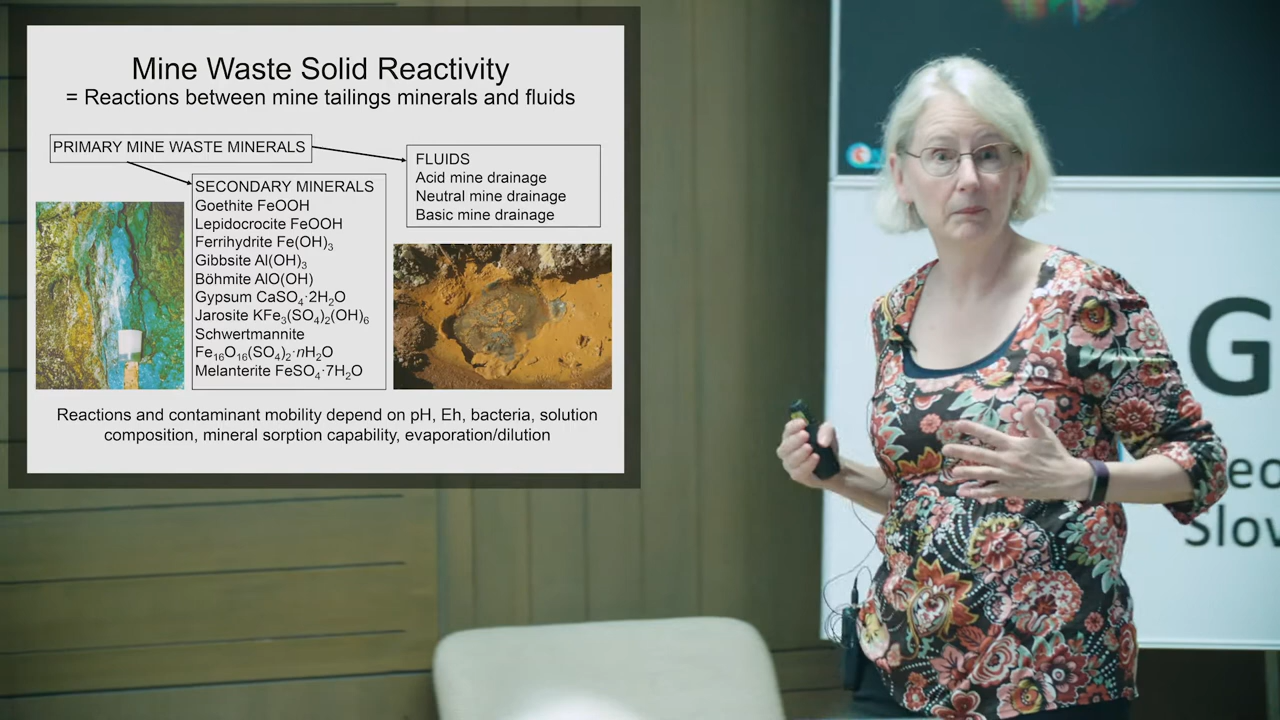 Mine Waste Solid Reactivity
= Reactions between mine tailings minerals and fluids
PRIMARY MINE WASTE MINERALS
FLUIDS
Acid mine drainage
Neutral mine drainage
Basic mine drainage
SECONDARY MINERALS
Goethite FeOOH
Lepidocrocite FeOOH
Ferrihydrite Fe(OH)₃
Gibbsite Al(OH)₃
Böhmite AlO(OH)
Gypsum CaSO₄·2H₂O
Jarosite KFe₃(SO₄)₂(OH)₆
Schwertmannite
Fe₁₆O₁₆(SO₄)₂·nH₂O
Melanterite FeSO₄·7H₂O
Reactions and contaminant mobility depend on pH, Eh, bacteria, solution
composition, mineral sorption capability, evaporation/dilution
G
eo
Slov